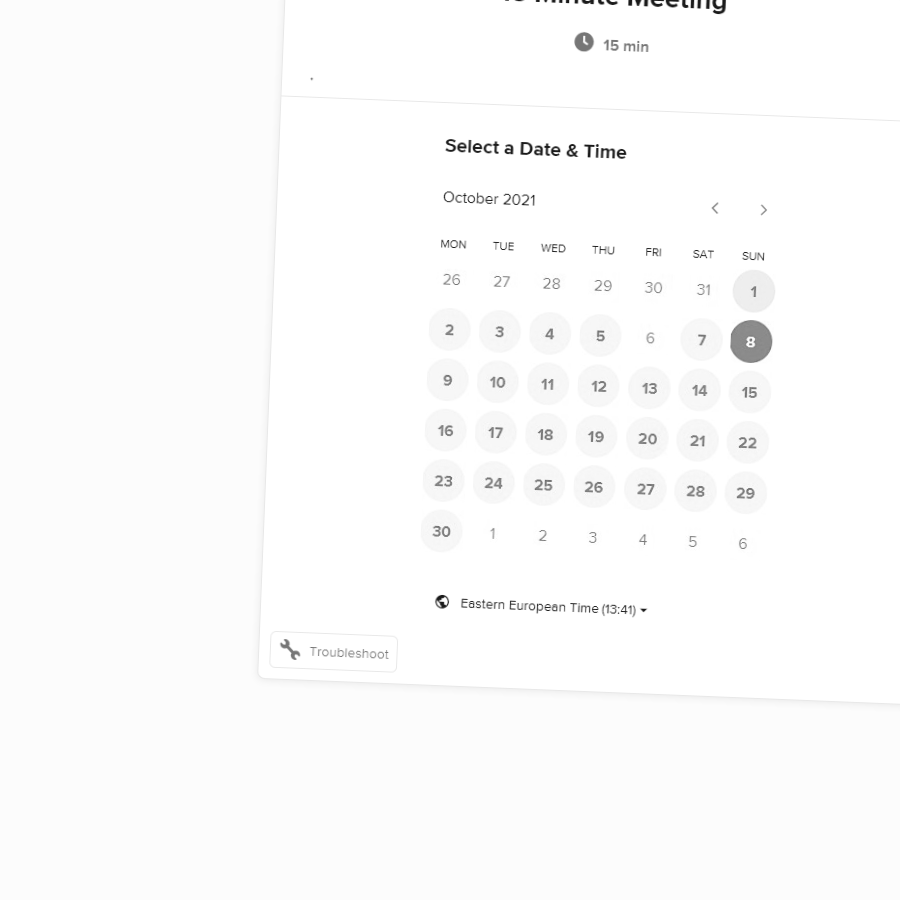 Minute Meeting
15 min
.
Select a Date & Time
October 2021
MON TUE WED THU FRI SAT SUN
26 27 28 29 30 31 1
2 3 4 5 6 7 8
9 10 11 12 13 14 15
16 17 18 19 20 21 22
23 24 25 26 27 28 29
30 1 2 3 4 5 6
Eastern European Time (13:41)
Troubleshoot